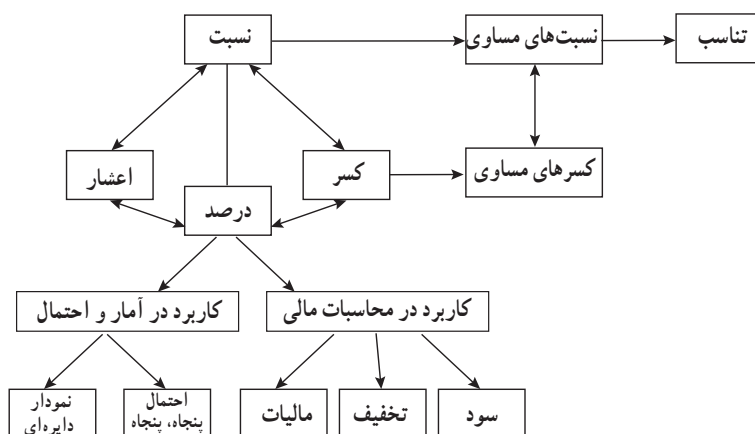 نسبت
نسبت‌های مساوی
تناسب
اعشار
کسر
کسرهای مساوی
درصد
کاربرد در آمار و احتمال
کاربرد در محاسبات مالی
نمودار
دایره‌ای
احتمال
پنجاه، پنجاه
مالیات
تخفیف
سود